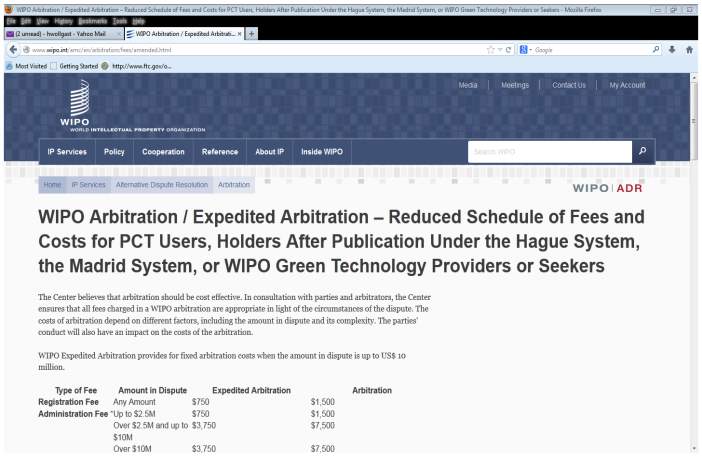 WIPO Arbitration / Expedited Arbitration – Reduced Schedule of Fees and Costs for PCT Users, Holders After Publication Under the Hague System, the Madrid System, or WIPO Green Technology Providers or Seekers - Mozilla Firefox
File Edit View History Bookmarks Tools Help
(2 unread) - hwollgast - Yahoo Mail × WIPO Arbitration / Expedited Arbitrati... × +
www.wipo.int/amc/en/arbitration/fees/amended.html Google
Most Visited Getting Started http://www.ftc.gov/o...
Media Meetings Contact Us My Account
WIPO
WORLD INTELLECTUAL PROPERTY ORGANIZATION
IP Services Policy Cooperation Reference About IP Inside WIPO Search WIPO
Home IP Services Alternative Dispute Resolution Arbitration
WIPO | ADR
WIPO Arbitration / Expedited Arbitration – Reduced Schedule of Fees and
Costs for PCT Users, Holders After Publication Under the Hague System,
the Madrid System, or WIPO Green Technology Providers or Seekers
The Center believes that arbitration should be cost effective. In consultation with parties and arbitrators, the Center
ensures that all fees charged in a WIPO arbitration are appropriate in light of the circumstances of the dispute. The
costs of arbitration depend on different factors, including the amount in dispute and its complexity. The parties'
conduct will also have an impact on the costs of the arbitration.
WIPO Expedited Arbitration provides for fixed arbitration costs when the amount in dispute is up to US$ 10
million.
Type of Fee Amount in Dispute Expedited Arbitration Arbitration
Registration Fee Any Amount $750 $1,500
Administration Fee *Up to $2.5M $750 $1,500
Over $2.5M and up to $3,750 $7,500
$10M
Over $10M $3,750 $7,500